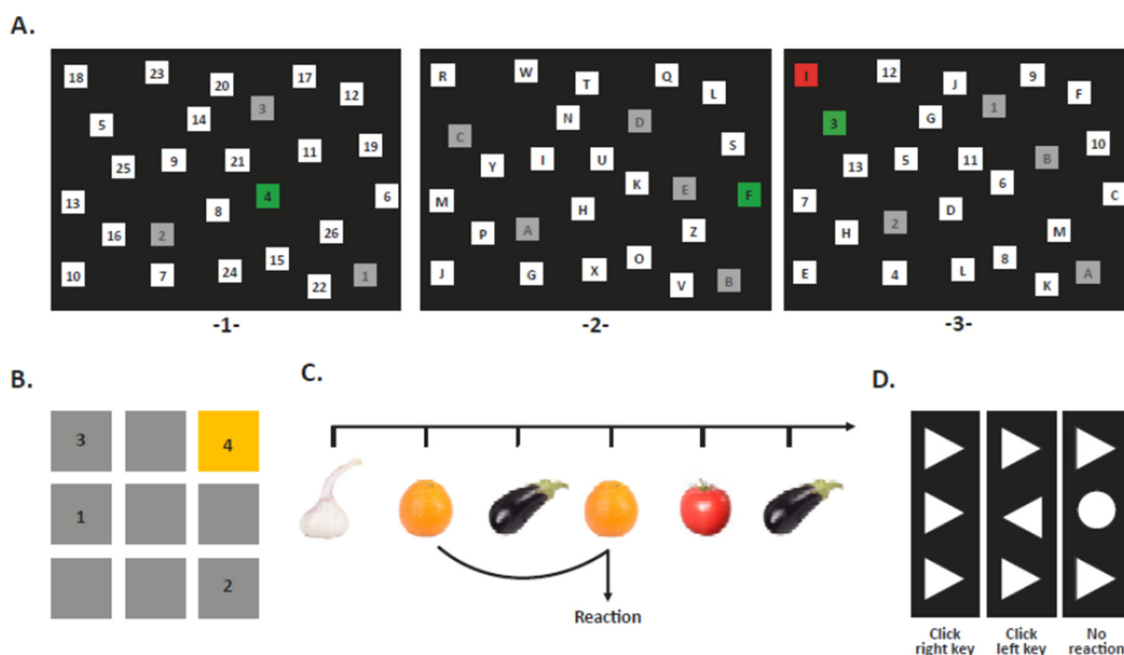 A.
18 23 20 17 12
3
5 14
25 9 21 11 19
13 8 4 6
16 2 26
10 7 24 15 22 1
-1-
R W T Q L
N D
C S
Y I U
M H K E F
P A Z
J G X O V B
-2-
I 12 J 9 F
3 G 1
13 5 11 B 10
7 D 6 C
H 2 M
E 4 L 8 K A
-3-
B.
3 4
1
2
C.
Reaction
D.
Click
right key
Click
left key
No
reaction